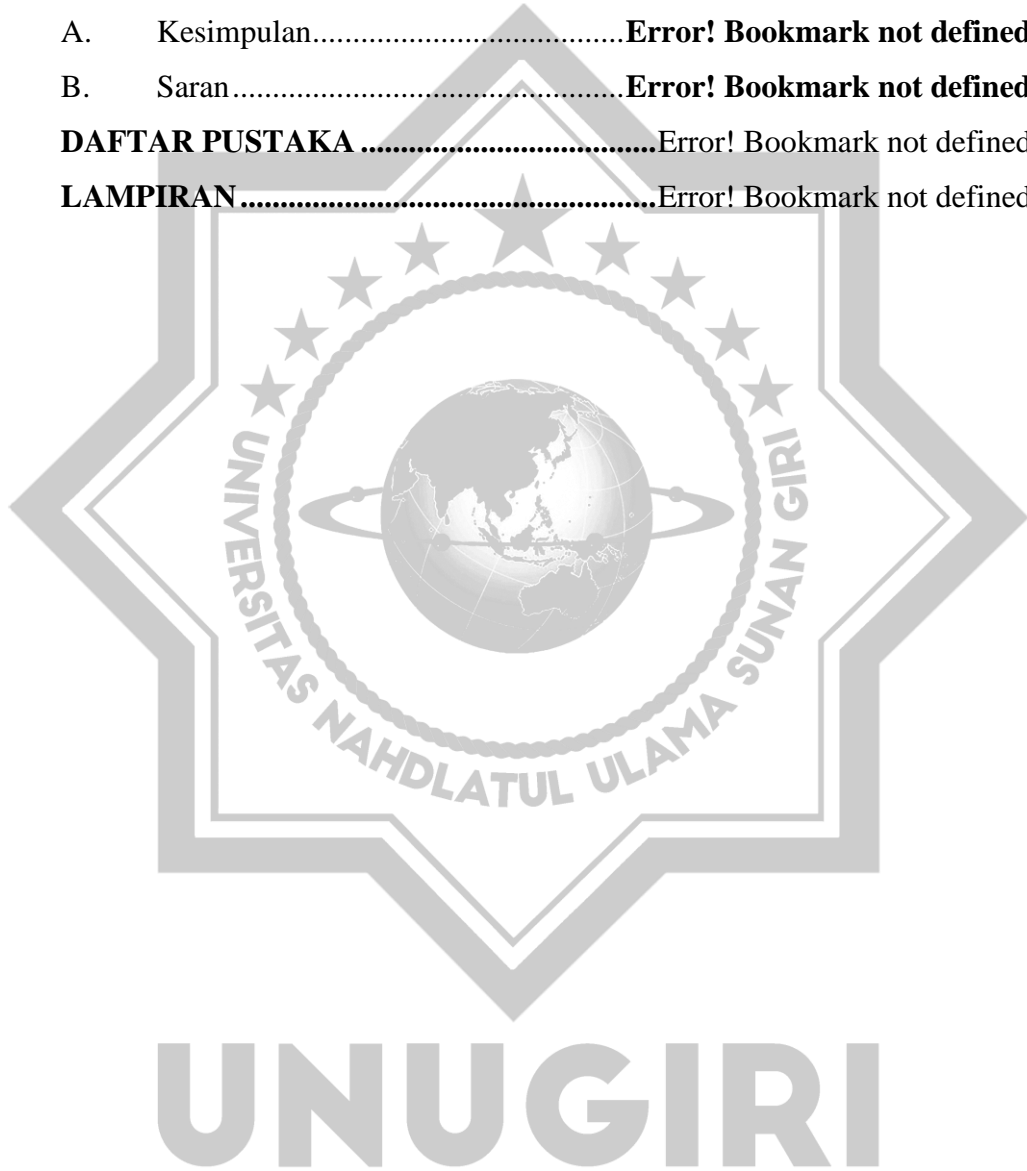 A. Kesimpulan.......................................Error! Bookmark not defined
B. Saran.................................................Error! Bookmark not defined
DAFTAR PUSTAKA ....................................Error! Bookmark not defined
LAMPIRAN...................................................Error! Bookmark not defined
UNIVERSITAS NAHDLATUL ULAMA SUNAN GIRI
UNUGIRI